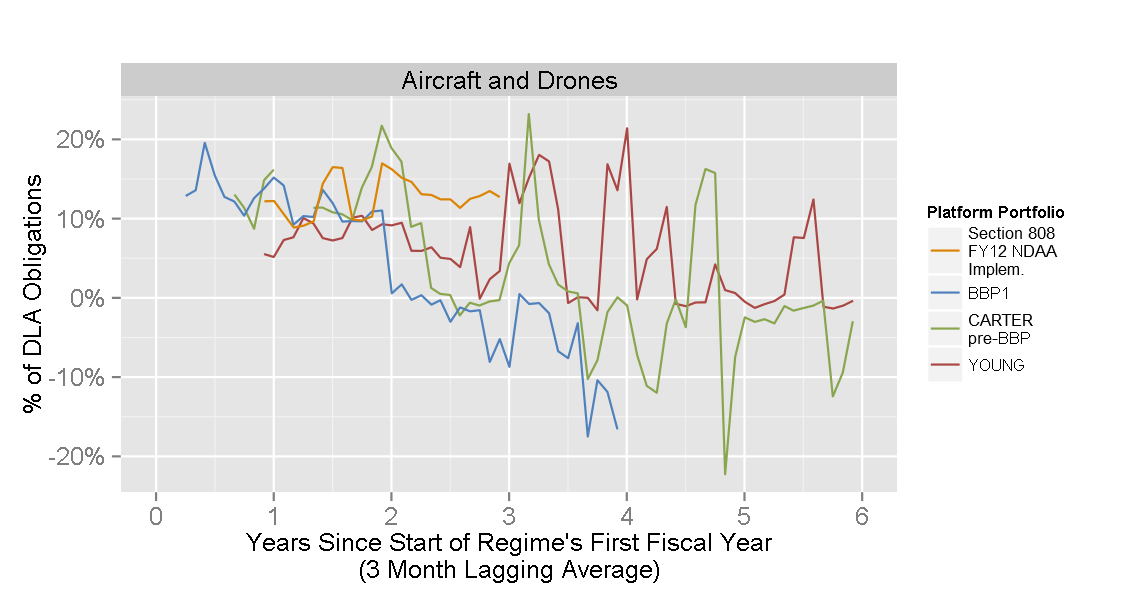 Aircraft and Drones
% of DLA Obligations
20%
10%
0%
-10%
-20%
0 1 2 3 4 5 6
Years Since Start of Regime's First Fiscal Year
(3 Month Lagging Average)
Platform Portfolio
Section 808
FY12 NDAA
Implem.
BBP1
CARTER
pre-BBP
YOUNG